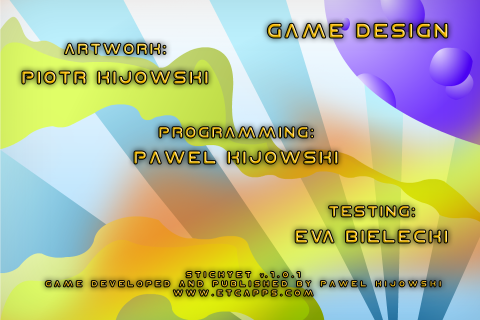 GAME DESIGN
ARTWORK:
PIOTR KIJOWSKI
PROGRAMMING:
PAWEL KIJOWSKI
TESTING:
EVA BIELECKI
STICKYET v.1.0.1
GAME DEVELOPED AND PUBLISHED BY PAWEL KIJOWSKI
WWW.ETCAPPS.COM